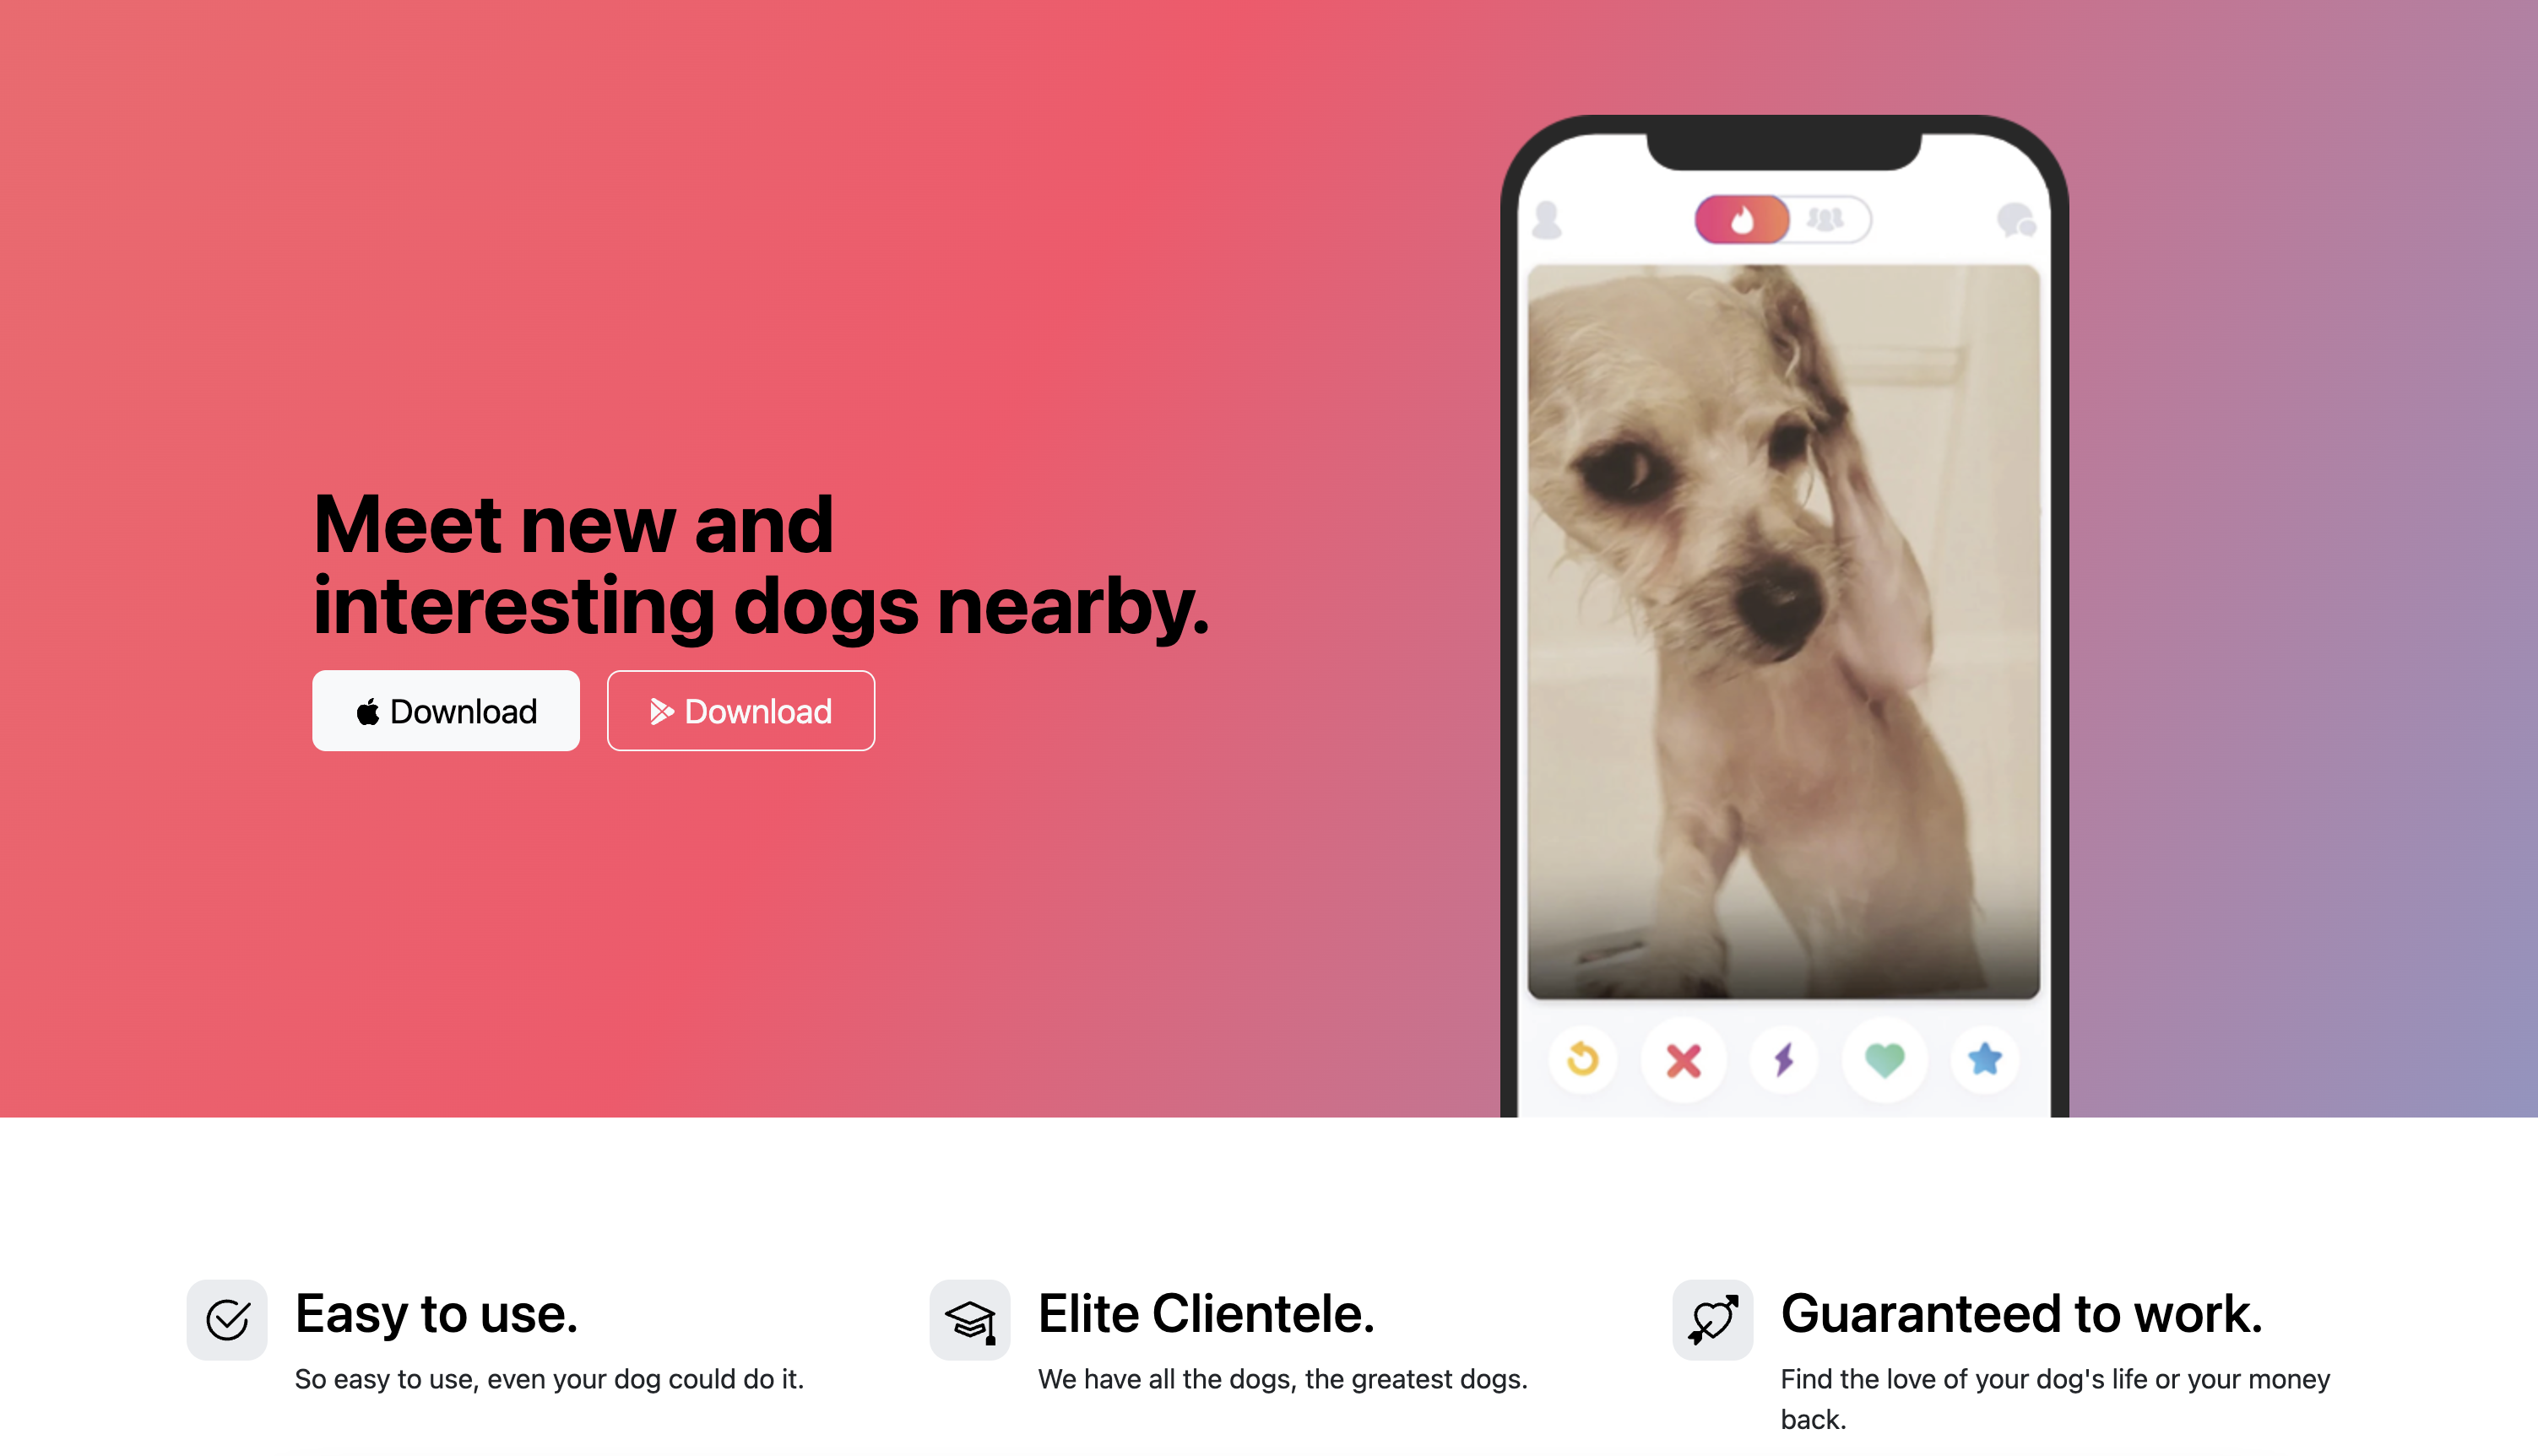 Meet new and
interesting dogs nearby.
Download
Download
Easy to use.
So easy to use, even your dog could do it.
Elite Clientele.
We have all the dogs, the greatest dogs.
Guaranteed to work.
Find the love of your dog's life or your money
back.